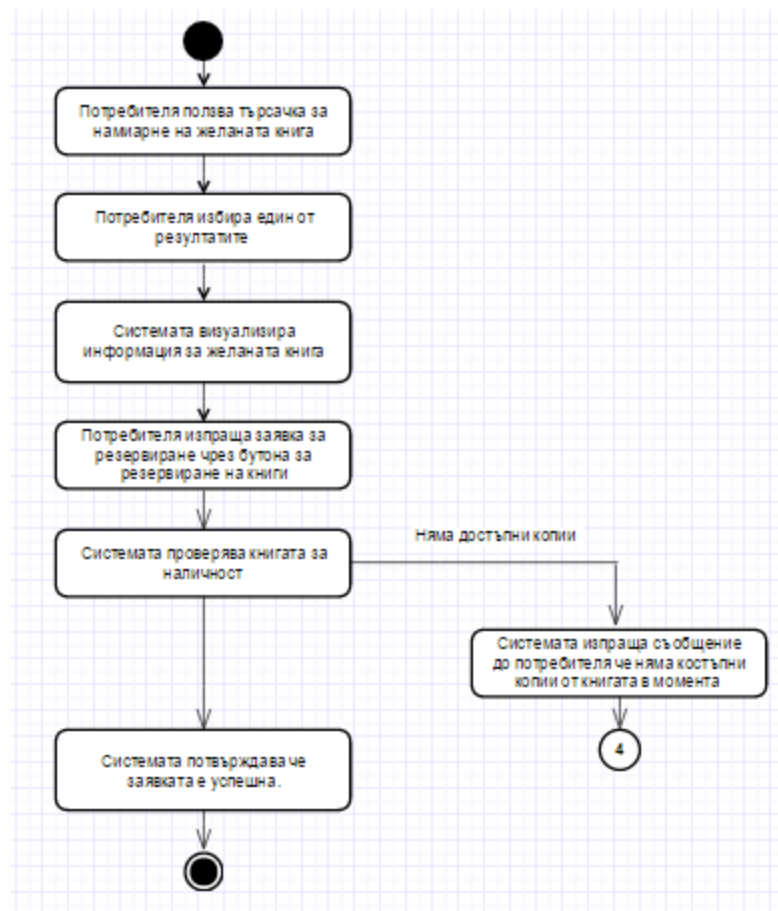 Потребителя ползва търсачка за
намиарне на желаната книга
Потребителя избира един от
резултатите
Системата визуализира
информация за желаната книга
Потребителя изпраща заявка за
резервиране чрез бутона за
резервиране на книги
Системата проверява книгата за
наличност
Няма достъпни копии
Системата изпраща съобщение
до потребителя че няма костъпни
копии от книгата в момента
4
Системата потвърждава че
заявката е успешна.